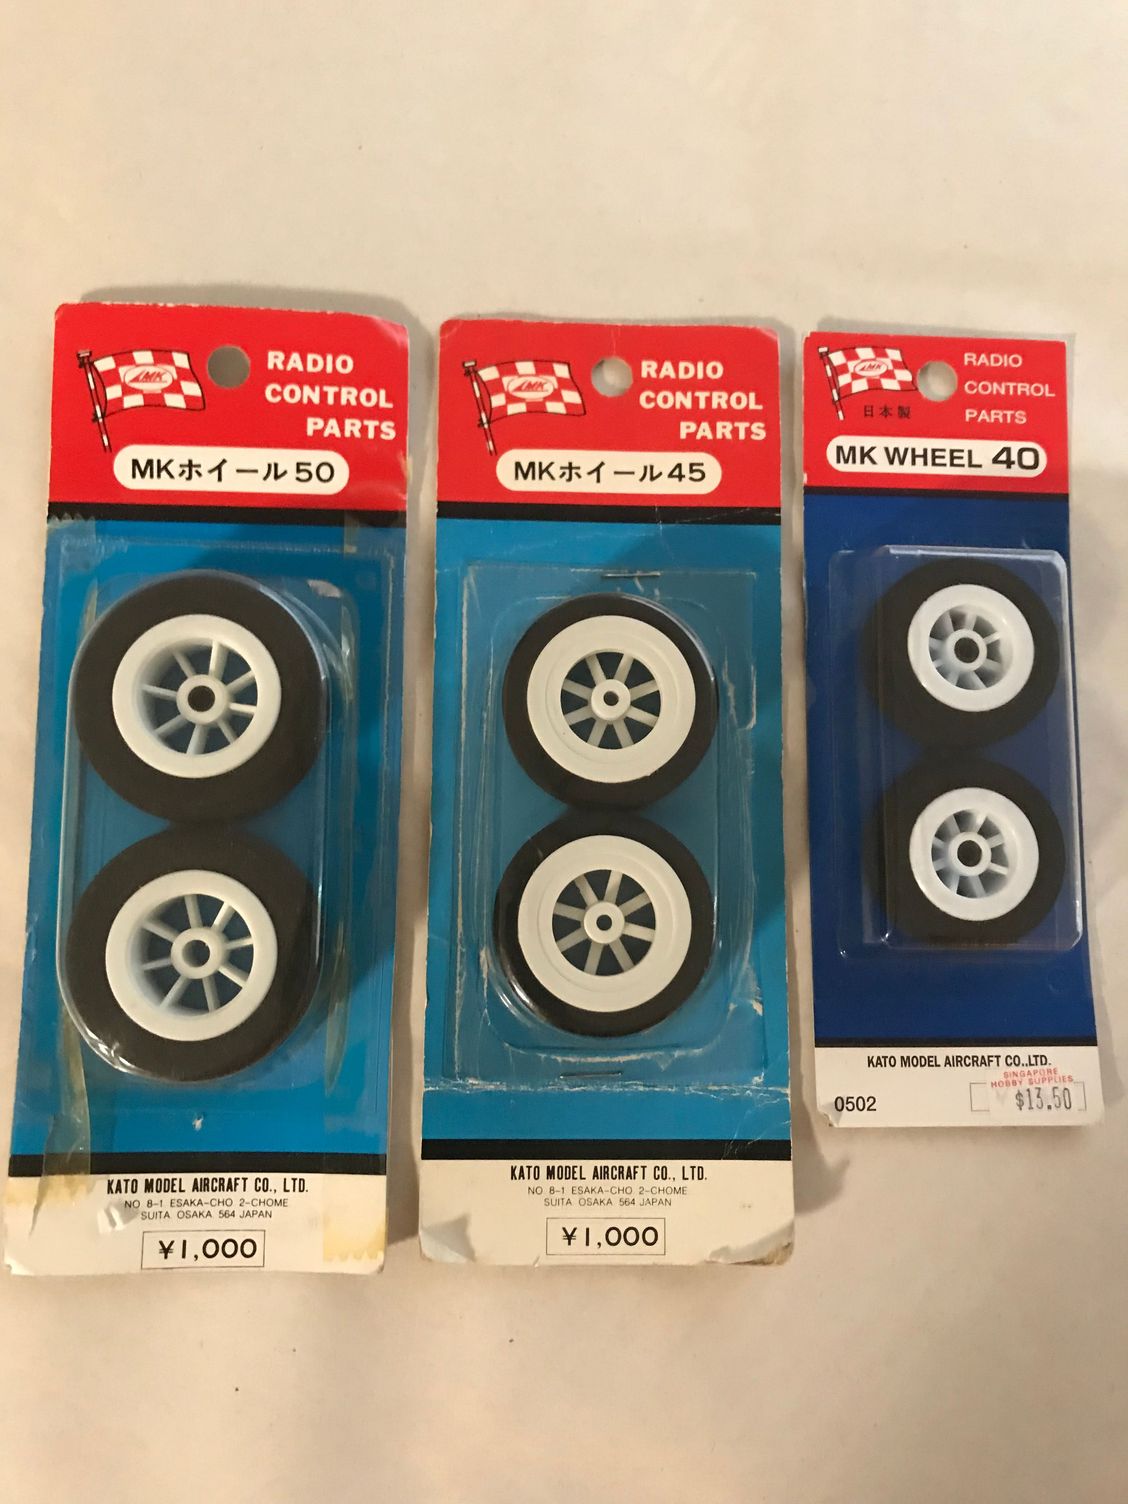 MK
RADIO
CONTROL
PARTS
MKホイール50
KATO MODEL AIRCRAFT CO., LTD.
NO 8-1 ESAKA-CHO 2-CHOME
SUITA OSAKA 564 JAPAN
¥1,000
MK
RADIO
CONTROL
PARTS
MKホイール45
KATO MODEL AIRCRAFT CO., LTD.
NO 8-1 ESAKA-CHO 2-CHOME
SUITA OSAKA 564 JAPAN
¥1,000
MK
日本製
RADIO
CONTROL
PARTS
MK WHEEL 40
KATO MODEL AIRCRAFT CO.,LTD.
SINGAPORE
HOBBY SUPPLIES
$13.50
0502